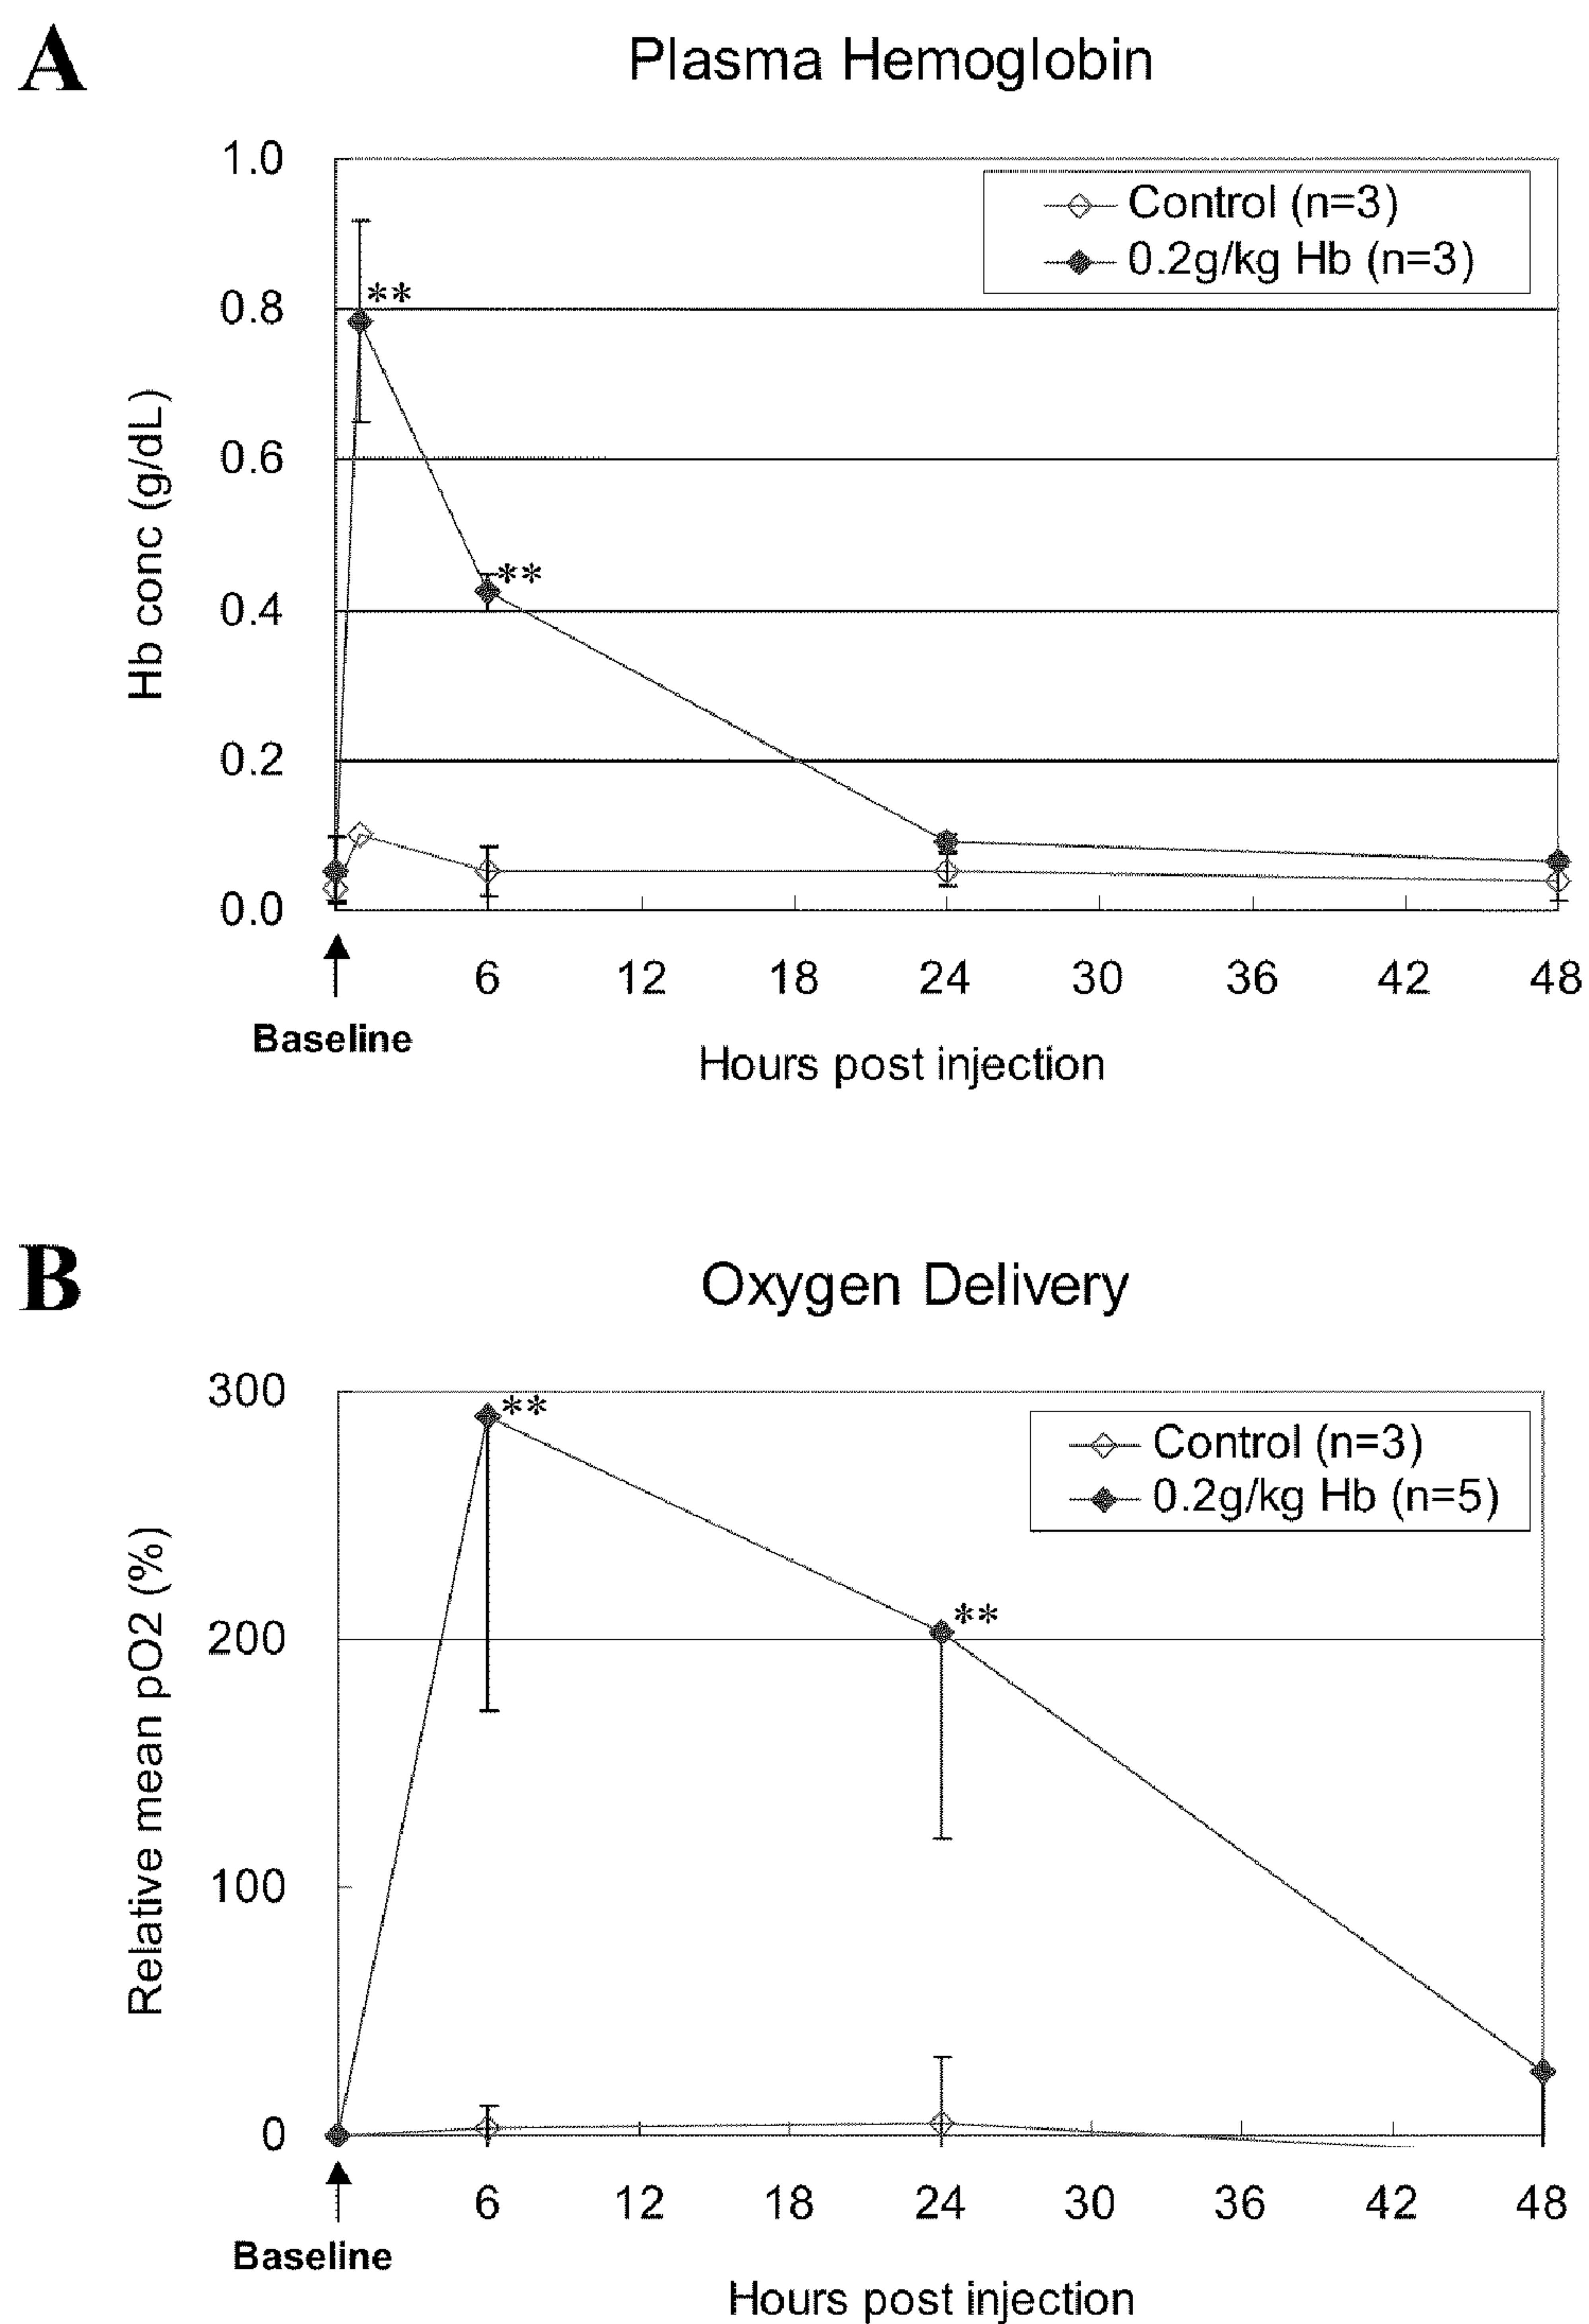 A
Plasma Hemoglobin
1.0
0.8
0.6
0.4
0.2
0.0
Hb conc (g/dL)
Control (n=3)
0.2g/kg Hb (n=3)
**
**
6 12 18 24 30 36 42 48
Baseline
Hours post injection
B
Oxygen Delivery
300
200
100
0
Relative mean pO2 (%)
Control (n=3)
0.2g/kg Hb (n=5)
**
**
6 12 18 24 30 36 42 48
Baseline
Hours post injection